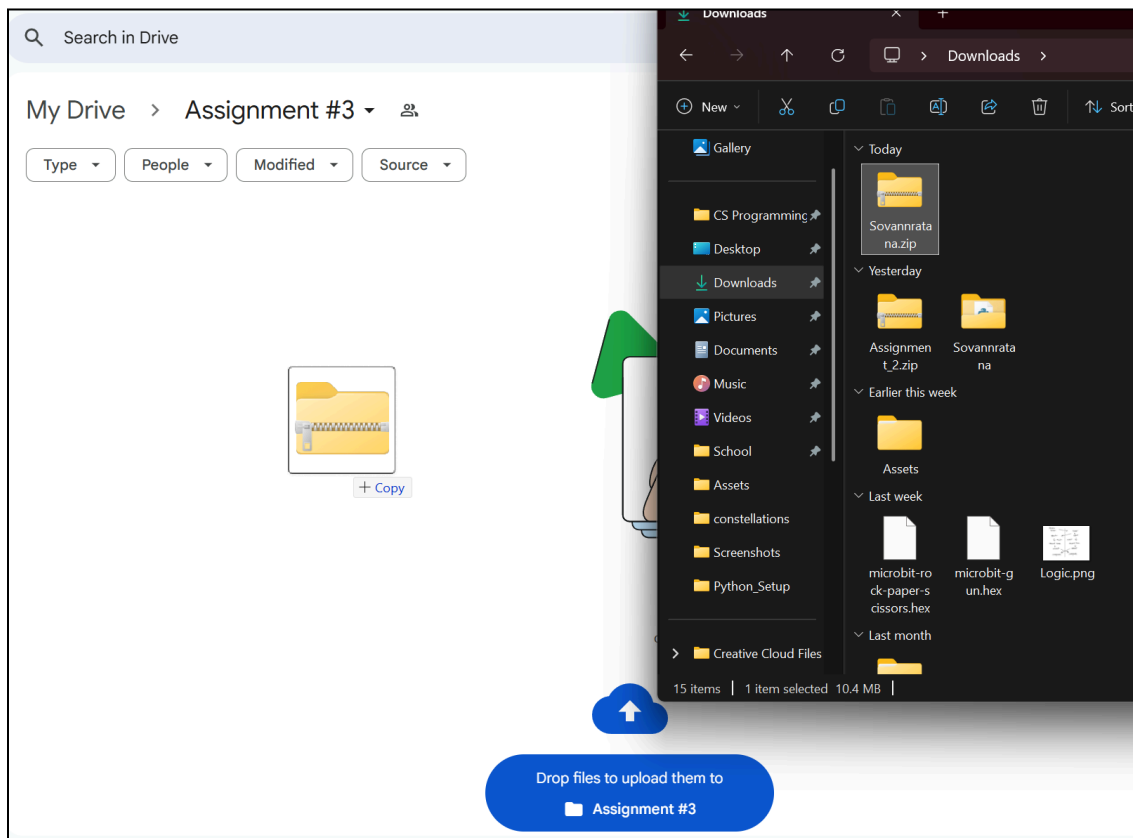 Search in Drive
My Drive > Assignment #3
Type
People
Modified
Source
+ Copy
Drop files to upload them to
Assignment #3
Downloads
Downloads
New
Sort
Gallery
CS Programming
Desktop
Downloads
Pictures
Documents
Music
Videos
School
Assets
constellations
Screenshots
Python_Setup
Creative Cloud Files
Today
Sovannrata
na.zip
Yesterday
Assignmen
t_2.zip
Sovannrata
na
Earlier this week
Assets
Last week
microbit-ro
ck-paper-s
cissors.hex
microbit-g
un.hex
Logic.png
Last month
15 items
1 item selected 10.4 MB